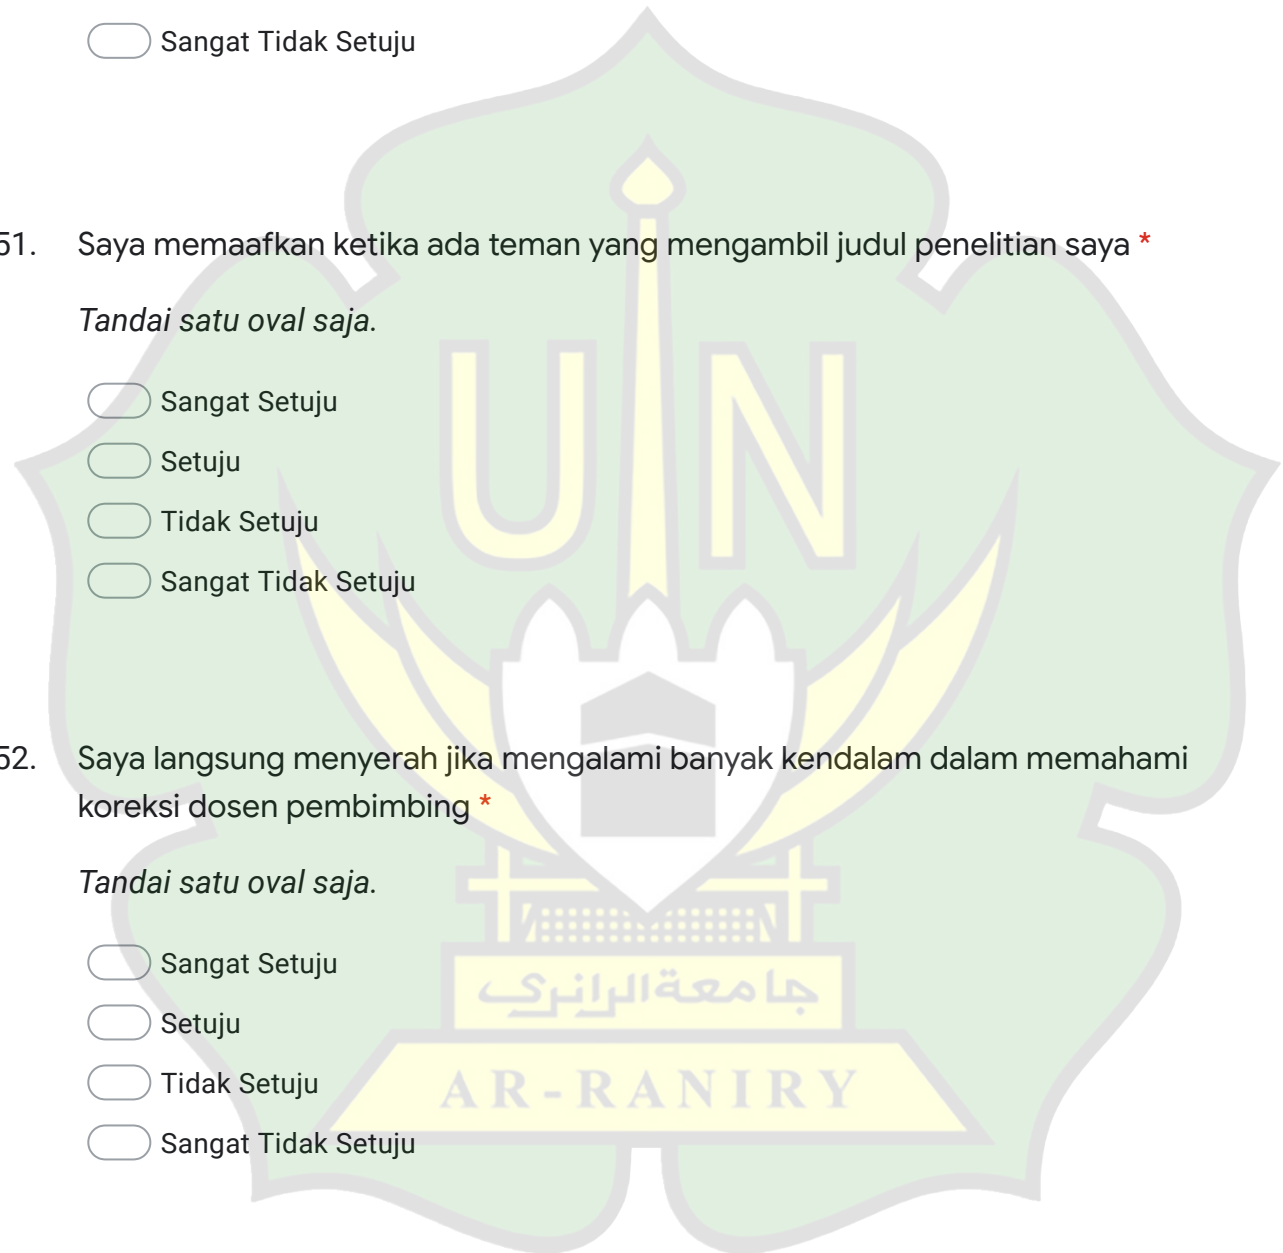 Sangat Tidak Setuju
51. Saya memaafkan ketika ada teman yang mengambil judul penelitian saya *
Tandai satu oval saja.
Sangat Setuju
Setuju
Tidak Setuju
Sangat Tidak Setuju
52. Saya langsung menyerah jika mengalami banyak kendalam dalam memahami
koreksi dosen pembimbing *
Tandai satu oval saja.
Sangat Setuju
Setuju
Tidak Setuju
Sangat Tidak Setuju
UIN
جامعة الرانري
AR-RANIRY